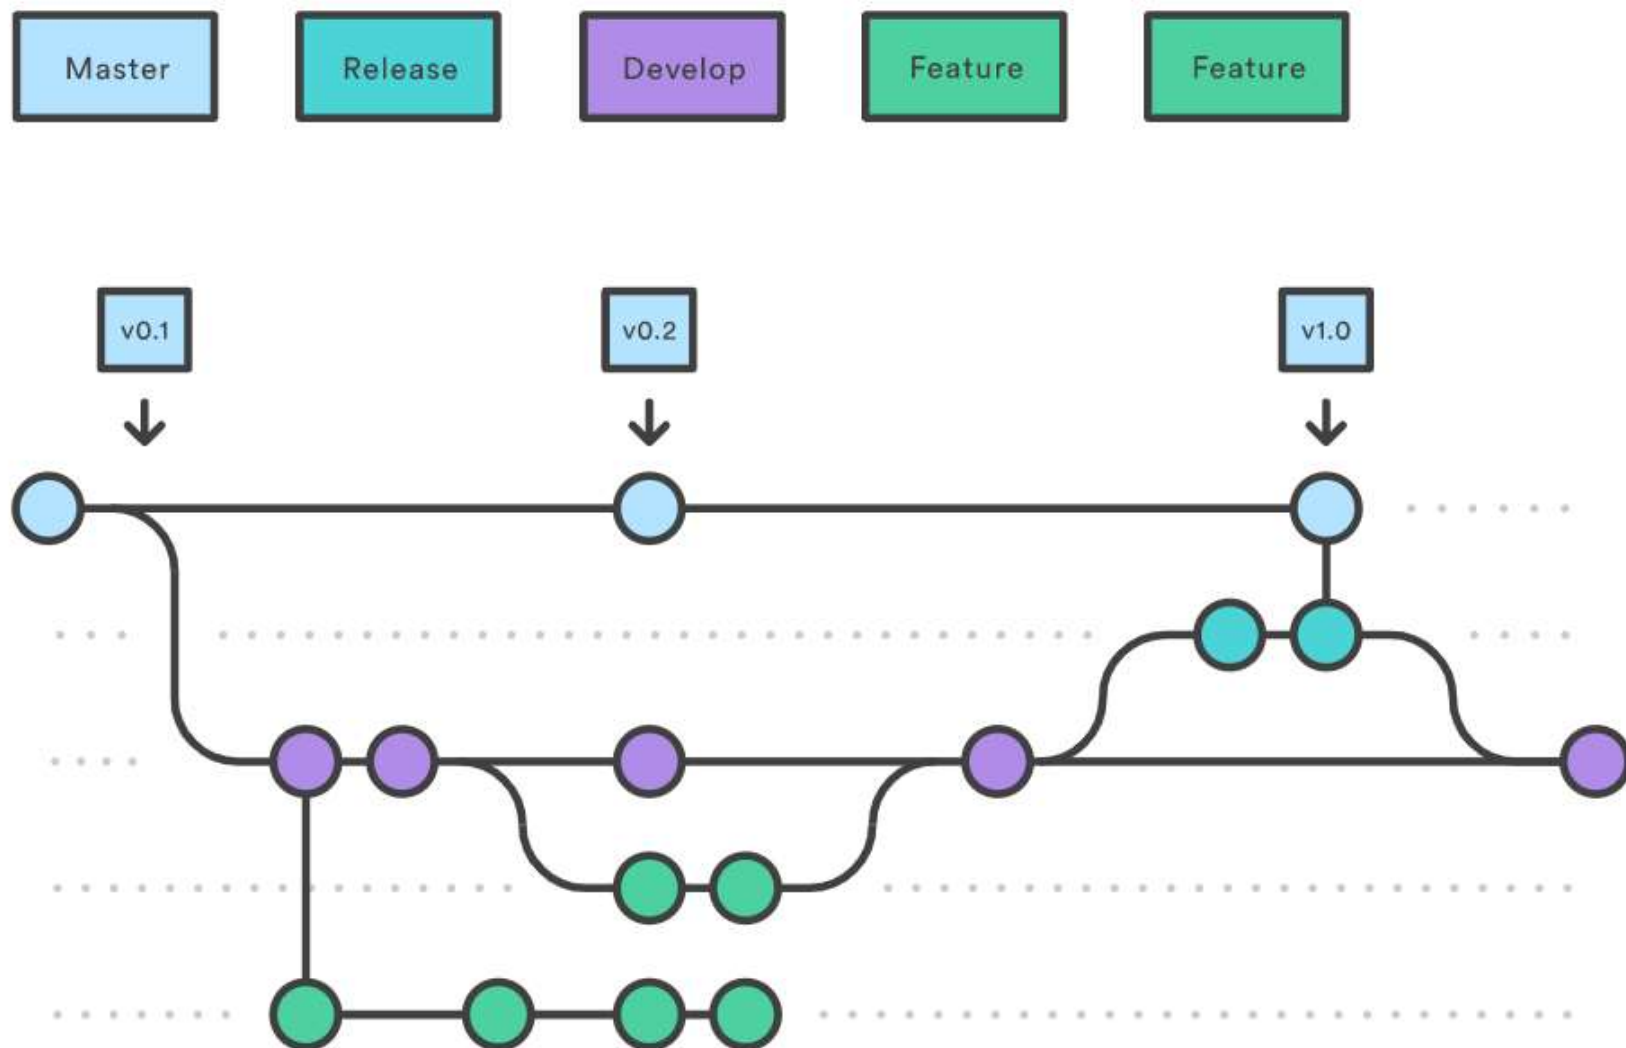 Master
Release
Develop
Feature
Feature
v0.1
v0.2
v1.0